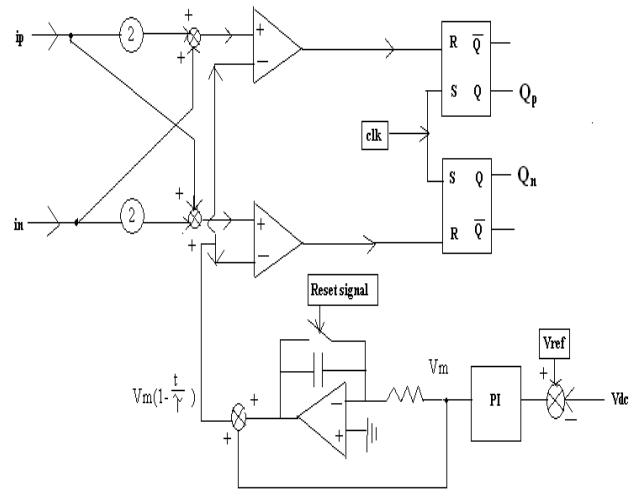 ip
2
+
+
+
−
R Q̅
S Q
Qp
clk
S Q
Qn
R Q̅
in
2
+
+
+
−
Reset signal
Vm
Vref
Vm(1-t/τ)
+
+
−
+
PI
+
−
Vdc